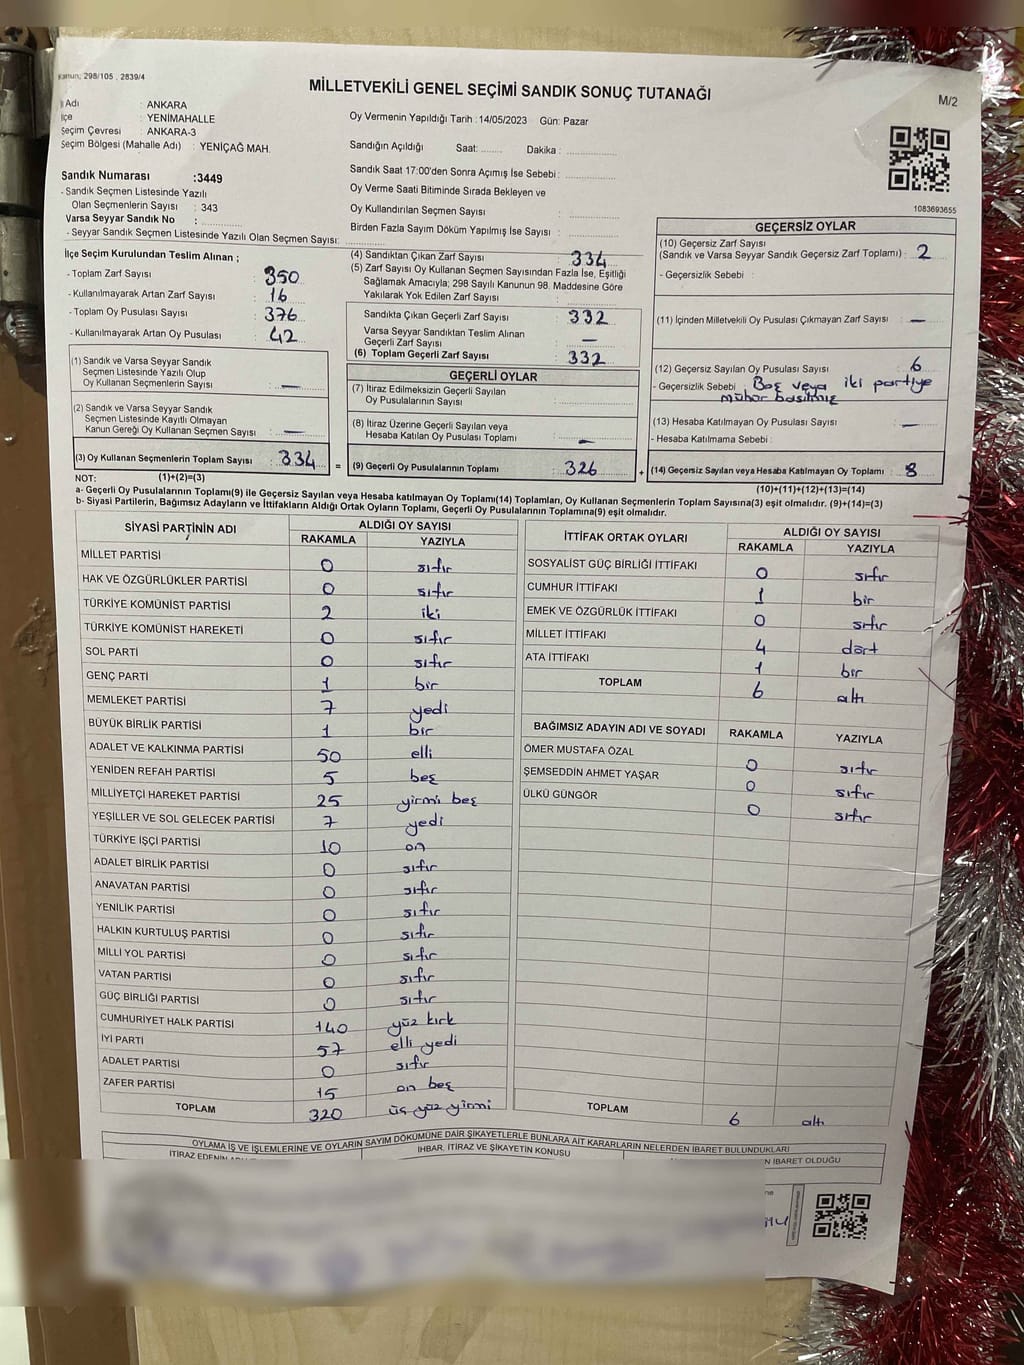 Kanun; 298/105 , 2839/4
MİLLETVEKİLİ GENEL SEÇİMİ SANDIK SONUÇ TUTANAĞI
M/2
İl Adı : ANKARA
İlçe : YENİMAHALLE
Seçim Çevresi : ANKARA-3
Seçim Bölgesi (Mahalle Adı) : YENİÇAĞ MAH.
Oy Vermenin Yapıldığı Tarih :14/05/2023 Gün: Pazar
Sandığın Açıldığı Saat:........ Dakika : ....................
Sandık Saat 17:00'den Sonra Açımış İse Sebebi : ....................
Oy Verme Saati Bitiminde Sırada Bekleyen ve
Oy Kullandırılan Seçmen Sayısı : ....................
Birden Fazla Sayım Döküm Yapılmış İse Sayısı : ....................
1083693655
Sandık Numarası :3449
- Sandık Seçmen Listesinde Yazılı
Olan Seçmenlerin Sayısı : 343
Varsa Seyyar Sandık No : ....................
- Seyyar Sandık Seçmen Listesinde Yazılı Olan Seçmen Sayısı: ....................
İlçe Seçim Kurulundan Teslim Alınan ;
- Toplam Zarf Sayısı : 350
- Kullanılmayarak Artan Zarf Sayısı : 16
- Toplam Oy Pusulası Sayısı : 376
- Kullanılmayarak Artan Oy Pusulası : 42
(1) Sandık ve Varsa Seyyar Sandık
Seçmen Listesinde Yazılı Olup
Oy Kullanan Seçmenlerin Sayısı : —
(2) Sandık ve Varsa Seyyar Sandık
Seçmen Listesinde Kayıtlı Olmayan
Kanun Gereği Oy Kullanan Seçmen Sayısı : —
(3) Oy Kullanan Seçmenlerin Toplam Sayısı : 334
(1)+(2)=(3)
(4) Sandıktan Çıkan Zarf Sayısı : 334
(5) Zarf Sayısı Oy Kullanan Seçmen Sayısından Fazla İse, Eşitliği
Sağlamak Amacıyla; 298 Sayılı Kanunun 98. Maddesine Göre
Yakılarak Yok Edilen Zarf Sayısı : ....................
Sandıkta Çıkan Geçerli Zarf Sayısı : 332
Varsa Seyyar Sandıktan Teslim Alınan
Geçerli Zarf Sayısı : —
(6) Toplam Geçerli Zarf Sayısı : 332
GEÇERLİ OYLAR
(7) İtiraz Edilmeksizin Geçerli Sayılan
Oy Pusulalarının Sayısı : ....................
(8) İtiraz Üzerine Geçerli Sayılan veya
Hesaba Katılan Oy Pusulası Toplamı : —
= (9) Geçerli Oy Pusulalarının Toplamı : 326
GEÇERSİZ OYLAR
(10) Geçersiz Zarf Sayısı
(Sandık ve Varsa Seyyar Sandık Geçersiz Zarf Toplamı) : 2
- Geçersizlik Sebebi :
(11) İçinden Milletvekili Oy Pusulası Çıkmayan Zarf Sayısı : —
(12) Geçersiz Sayılan Oy Pusulası Sayısı : 6
- Geçersizlik Sebebi : Boş veya iki partiye
mühür basılmış
(13) Hesaba Katılmayan Oy Pusulası Sayısı : —
- Hesaba Katılmama Sebebi :
+ (14) Geçersiz Sayılan veya Hesaba Katılmayan Oy Toplamı : 8
(10)+(11)+(12)+(13)=(14)
NOT:
a- Geçerli Oy Pusulalarının Toplamı(9) ile Geçersiz Sayılan veya Hesaba katılmayan Oy Toplamı(14) Toplamları, Oy Kullanan Seçmenlerin Toplam Sayısına(3) eşit olmalıdır. (9)+(14)=(3)
b- Siyasi Partilerin, Bağımsız Adayların ve İttifakların Aldığı Ortak Oyların Toplamı, Geçerli Oy Pusulalarının Toplamına(9) eşit olmalıdır.
SİYASİ PARTİNİN ADI ALDIĞI OY SAYISI
RAKAMLA YAZIYLA
MİLLET PARTİSİ 0 sıfır
HAK VE ÖZGÜRLÜKLER PARTİSİ 0 sıfır
TÜRKİYE KOMÜNİST PARTİSİ 2 iki
TÜRKİYE KOMÜNİST HAREKETİ 0 sıfır
SOL PARTİ 0 sıfır
GENÇ PARTİ 1 bir
MEMLEKET PARTİSİ 7 yedi
BÜYÜK BİRLİK PARTİSİ 1 bir
ADALET VE KALKINMA PARTİSİ 50 elli
YENİDEN REFAH PARTİSİ 5 beş
MİLLİYETÇİ HAREKET PARTİSİ 25 yirmi beş
YEŞİLLER VE SOL GELECEK PARTİSİ 7 yedi
TÜRKİYE İŞÇİ PARTİSİ 10 on
ADALET BİRLİK PARTİSİ 0 sıfır
ANAVATAN PARTİSİ 0 sıfır
YENİLİK PARTİSİ 0 sıfır
HALKIN KURTULUŞ PARTİSİ 0 sıfır
MİLLİ YOL PARTİSİ 0 sıfır
VATAN PARTİSİ 0 sıfır
GÜÇ BİRLİĞİ PARTİSİ 0 sıfır
CUMHURİYET HALK PARTİSİ 140 yüz kırk
İYİ PARTİ 57 elli yedi
ADALET PARTİSİ 0 sıfır
ZAFER PARTİSİ 15 on beş
TOPLAM 320 üç yüz yirmi
İTTİFAK ORTAK OYLARI ALDIĞI OY SAYISI
RAKAMLA YAZIYLA
SOSYALİST GÜÇ BİRLİĞİ İTTİFAKI 0 sıfır
CUMHUR İTTİFAKI 1 bir
EMEK VE ÖZGÜRLÜK İTTİFAKI 0 sıfır
MİLLET İTTİFAKI 4 dört
ATA İTTİFAKI 1 bir
TOPLAM 6 altı
BAĞIMSIZ ADAYIN ADI VE SOYADI RAKAMLA YAZIYLA
ÖMER MUSTAFA ÖZAL 0 sıfır
ŞEMSEDDİN AHMET YAŞAR 0 sıfır
ÜLKÜ GÜNGÖR 0 sıfır
TOPLAM 6 altı
OYLAMA İŞ VE İŞLEMLERİNE VE OYLARIN SAYIM DÖKÜMÜNE DAİR ŞİKAYETLERLE BUNLARA AİT KARARLARIN NELERDEN İBARET BULUNDUKLARI
İTİRAZ EDENİN
İHBAR, İTİRAZ VE ŞİKAYETİN KONUSU
N İBARET OLDUĞU